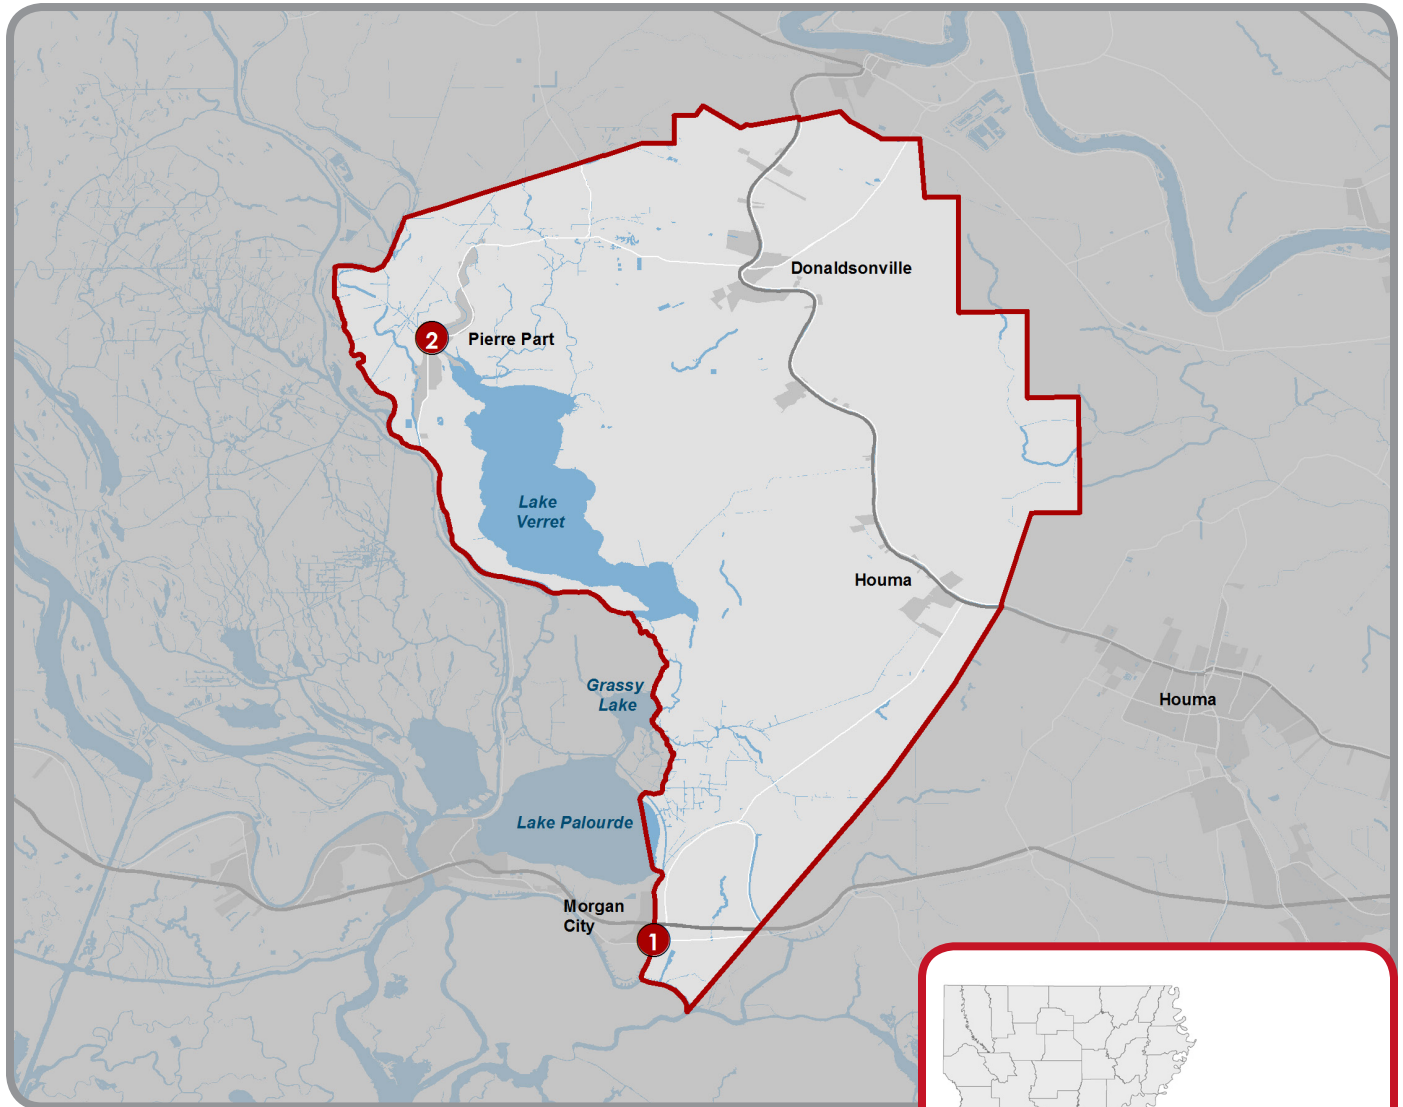 Donaldsonville
2
Pierre Part
Lake
Verret
Houma
Grassy
Lake
Houma
Lake Palourde
Morgan
City
1